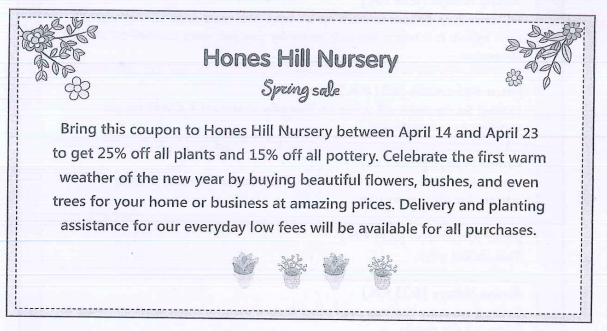 Hones Hill Nursery
Spring sale
Bring this coupon to Hones Hill Nursery between April 14 and April 23
to get 25% off all plants and 15% off all pottery. Celebrate the first warm
weather of the new year by buying beautiful flowers, bushes, and even
trees for your home or business at amazing prices. Delivery and planting
assistance for our everyday low fees will be available for all purchases.